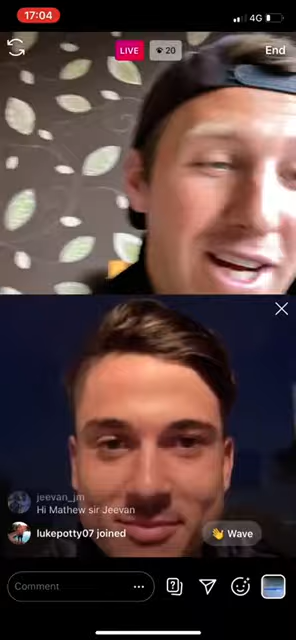 17:04
4G
LIVE
20
End
jeevan_jm
Hi Mathew sir Jeevan
lukepotty07 joined
Wave
Comment